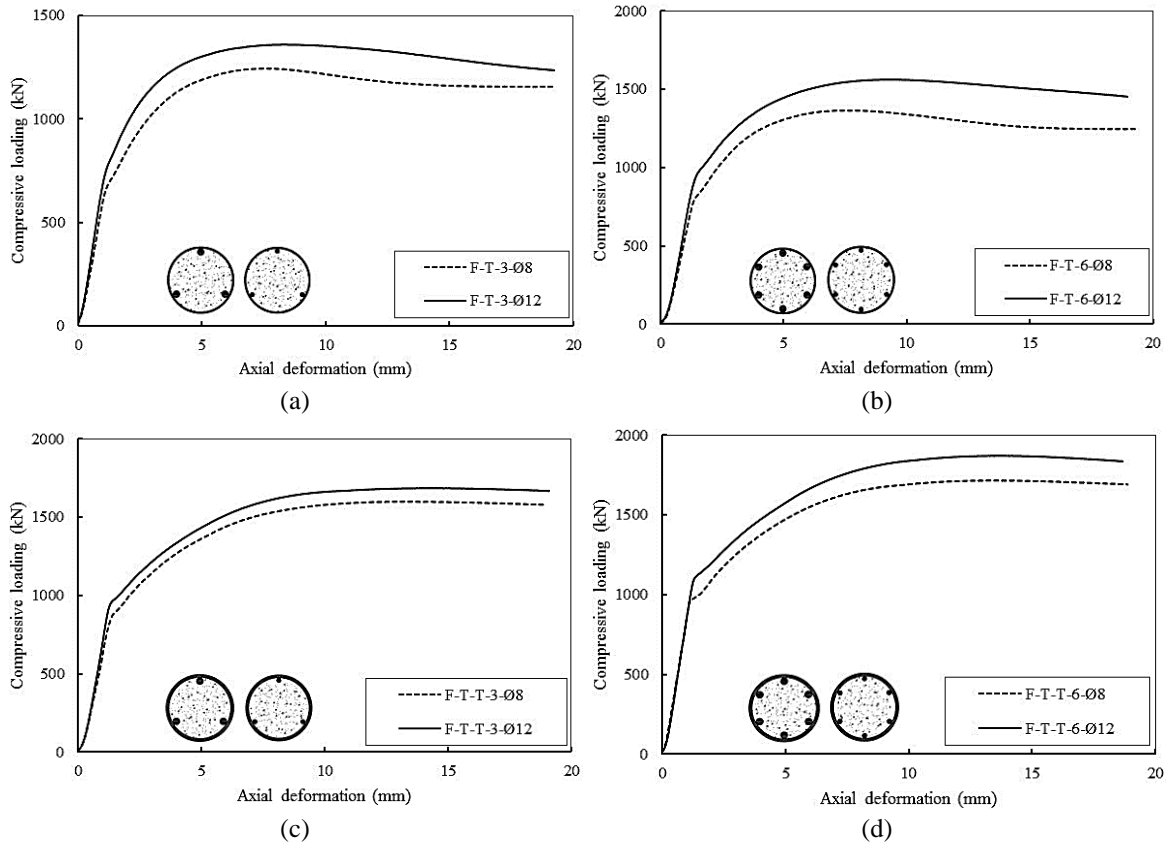 1500
1000
500
0
Compressive loading (kN)
F-T-3-Ø8
F-T-3-Ø12
0 5 10 15 20
Axial deformation (mm)
(a)
2000
1500
1000
500
0
Compressive loading (kN)
F-T-6-Ø8
F-T-6-Ø12
0 5 10 15 20
Axial deformation (mm)
(b)
2000
1500
1000
500
0
Compressive loading (kN)
F-T-T-3-Ø8
F-T-T-3-Ø12
0 5 10 15 20
Axial deformation (mm)
(c)
2000
1500
1000
500
0
Compressive loading (kN)
F-T-T-6-Ø8
F-T-T-6-Ø12
0 5 10 15 20
Axial deformation (mm)
(d)